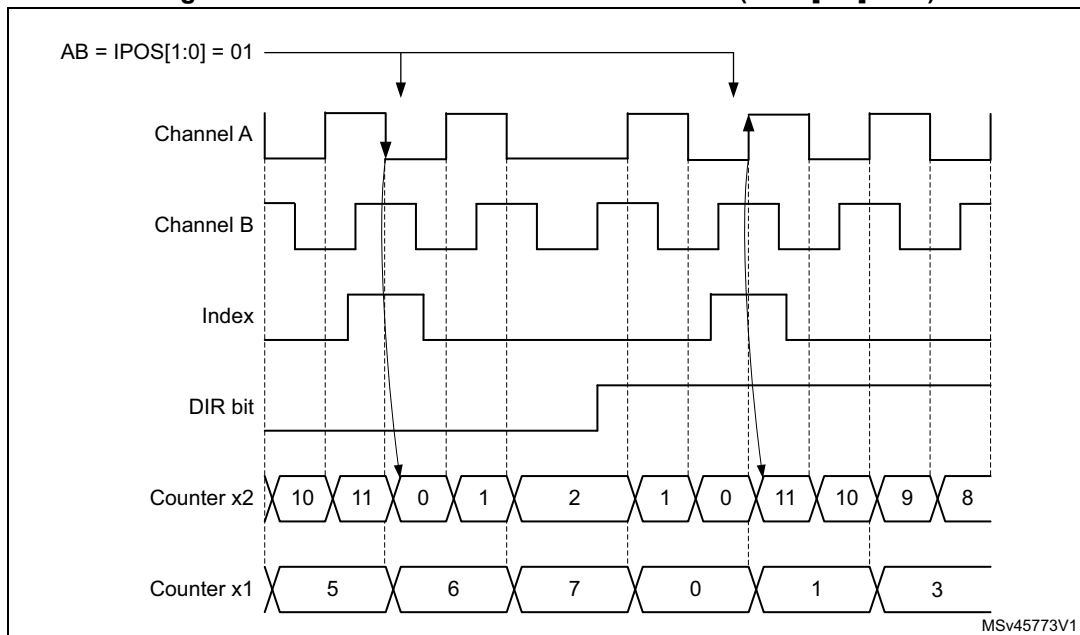 AB = IPOS[1:0] = 01
Channel A
Channel B
Index
DIR bit
Counter x2 10 11 0 1 2 1 0 11 10 9 8
Counter x1 5 6 7 0 1 3
MSv45773V1